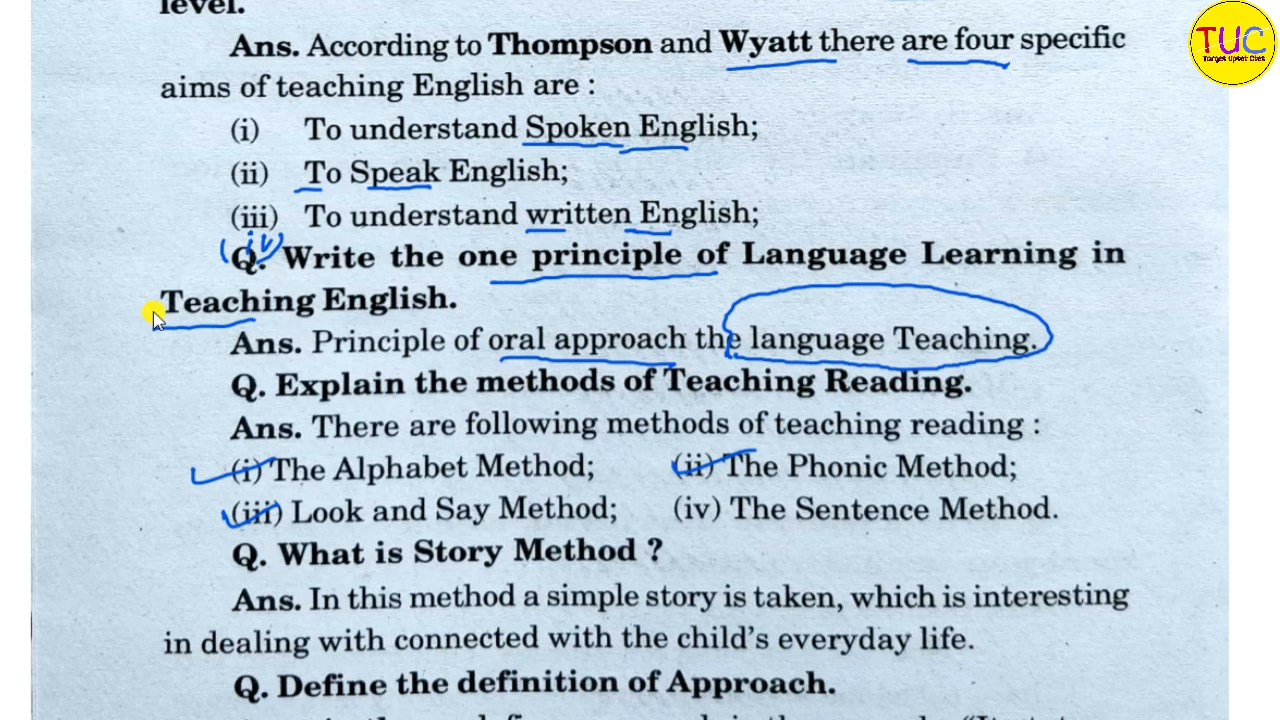 level.
TUC
Target Upper Class
Ans. According to Thompson and Wyatt there are four specific
aims of teaching English are :
(i) To understand Spoken English;
(ii) To Speak English;
(iii) To understand written English;
(iv)
Q. Write the one principle of Language Learning in
Teaching English.
Ans. Principle of oral approach the language Teaching.
Q. Explain the methods of Teaching Reading.
Ans. There are following methods of teaching reading :
(i) The Alphabet Method; (ii) The Phonic Method;
(iii) Look and Say Method; (iv) The Sentence Method.
Q. What is Story Method ?
Ans. In this method a simple story is taken, which is interesting
in dealing with connected with the child's everyday life.
Q. Define the definition of Approach.